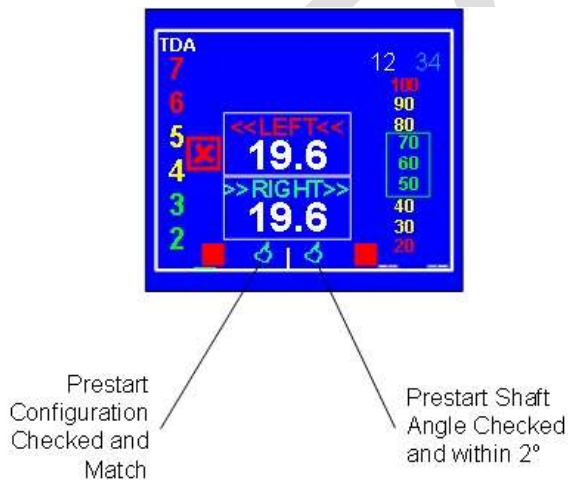 TDA
7
6
5
4
3
2
<<LEFT<<
19.6
>>RIGHT>>
19.6
12 34
100
90
80
70
60
50
40
30
20
Prestart
Configuration
Checked and
Match
Prestart Shaft
Angle Checked
and within 2º